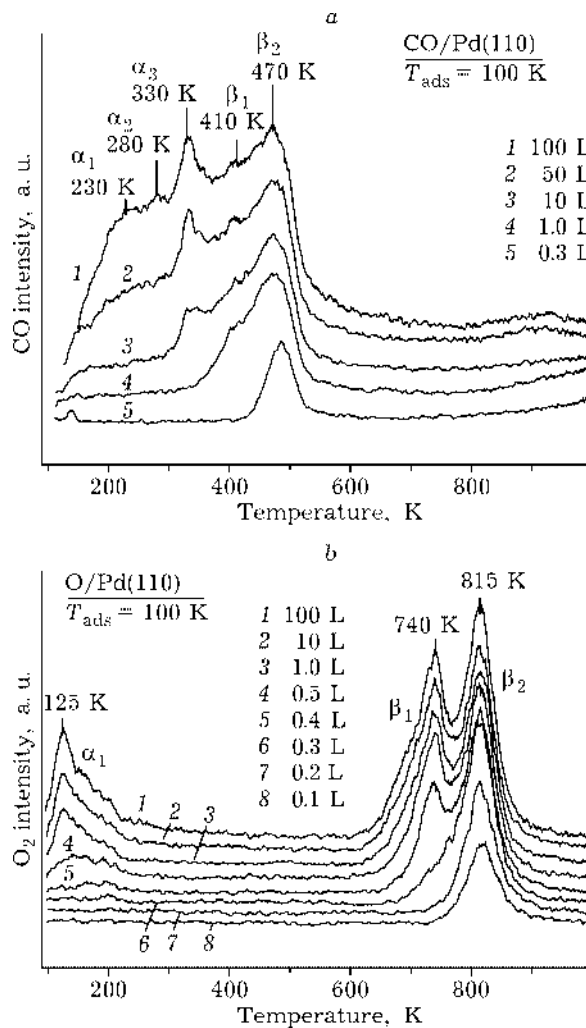 a
CO/Pd(110)
T_ads = 100 K
β₂
470 K
α₃
330 K
β₁
410 K
α₂
280 K
α₁
230 K
1 100 L
2 50 L
3 10 L
4 1.0 L
5 0.3 L
1
2
3
4
5
CO intensity, a. u.
200 400 600 800
Temperature, K
b
O/Pd(110)
T_ads = 100 K
815 K
740 K
1 100 L
2 10 L
3 1.0 L
4 0.5 L
5 0.4 L
6 0.3 L
7 0.2 L
8 0.1 L
β₁
β₂
125 K
α₁
1 2 3
4
5
6 7 8
O₂ intensity, a. u.
200 400 600 800
Temperature, K